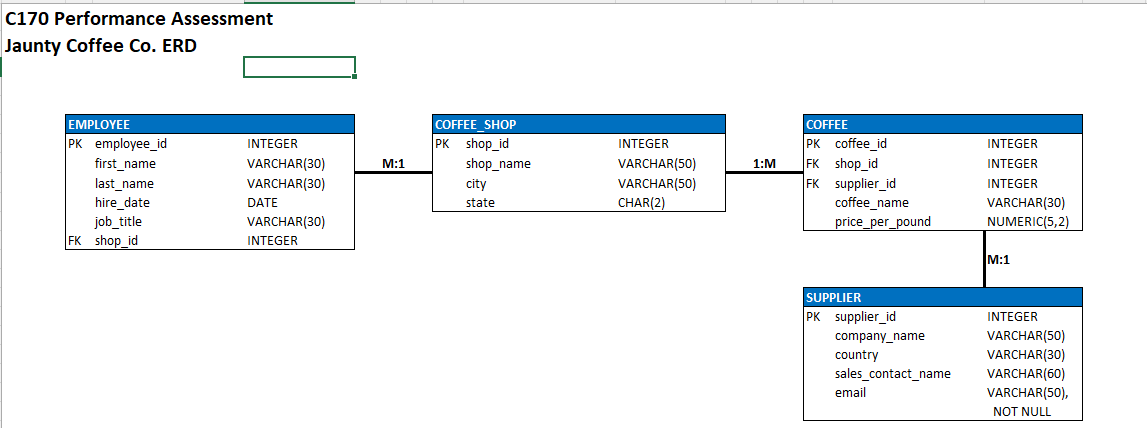 C170 Performance Assessment
Jaunty Coffee Co. ERD
EMPLOYEE
PK employee_id INTEGER
first_name VARCHAR(30)
last_name VARCHAR(30)
hire_date DATE
job_title VARCHAR(30)
FK shop_id INTEGER
M:1
COFFEE_SHOP
PK shop_id INTEGER
shop_name VARCHAR(50)
city VARCHAR(50)
state CHAR(2)
1:M
COFFEE
PK coffee_id INTEGER
FK shop_id INTEGER
FK supplier_id INTEGER
coffee_name VARCHAR(30)
price_per_pound NUMERIC(5,2)
M:1
SUPPLIER
PK supplier_id INTEGER
company_name VARCHAR(50)
country VARCHAR(30)
sales_contact_name VARCHAR(60)
email VARCHAR(50),
NOT NULL